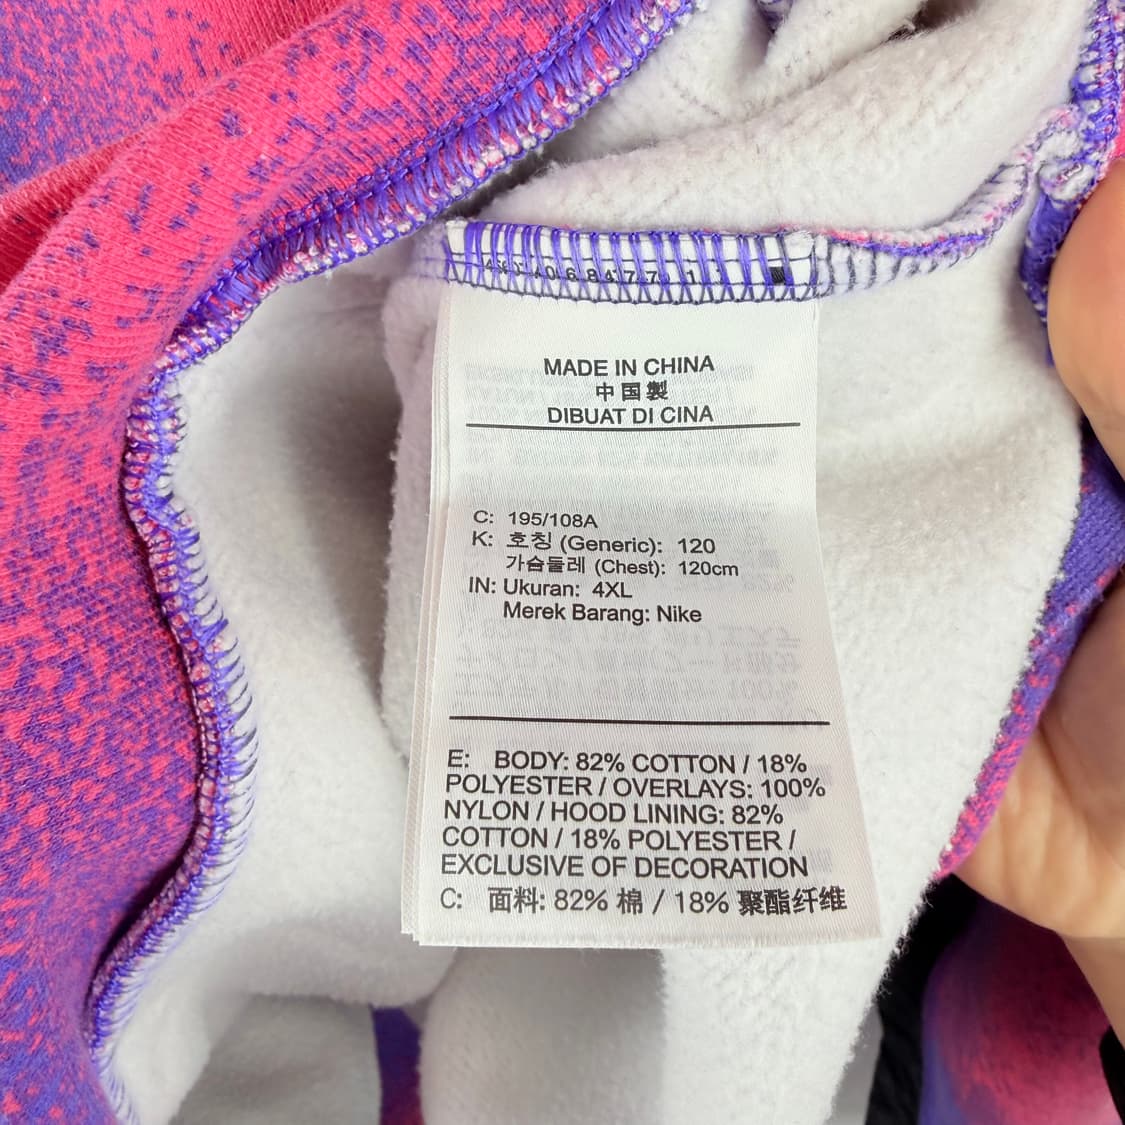 MADE IN CHINA
中国製
DIBUAT DI CINA
C: 195/108A
K: 호칭 (Generic): 120
가슴둘레 (Chest): 120cm
IN: Ukuran: 4XL
Merek Barang: Nike
E: BODY: 82% COTTON / 18%
POLYESTER / OVERLAYS: 100%
NYLON / HOOD LINING: 82%
COTTON / 18% POLYESTER /
EXCLUSIVE OF DECORATION
C: 面料: 82% 棉 / 18% 聚酯纤维